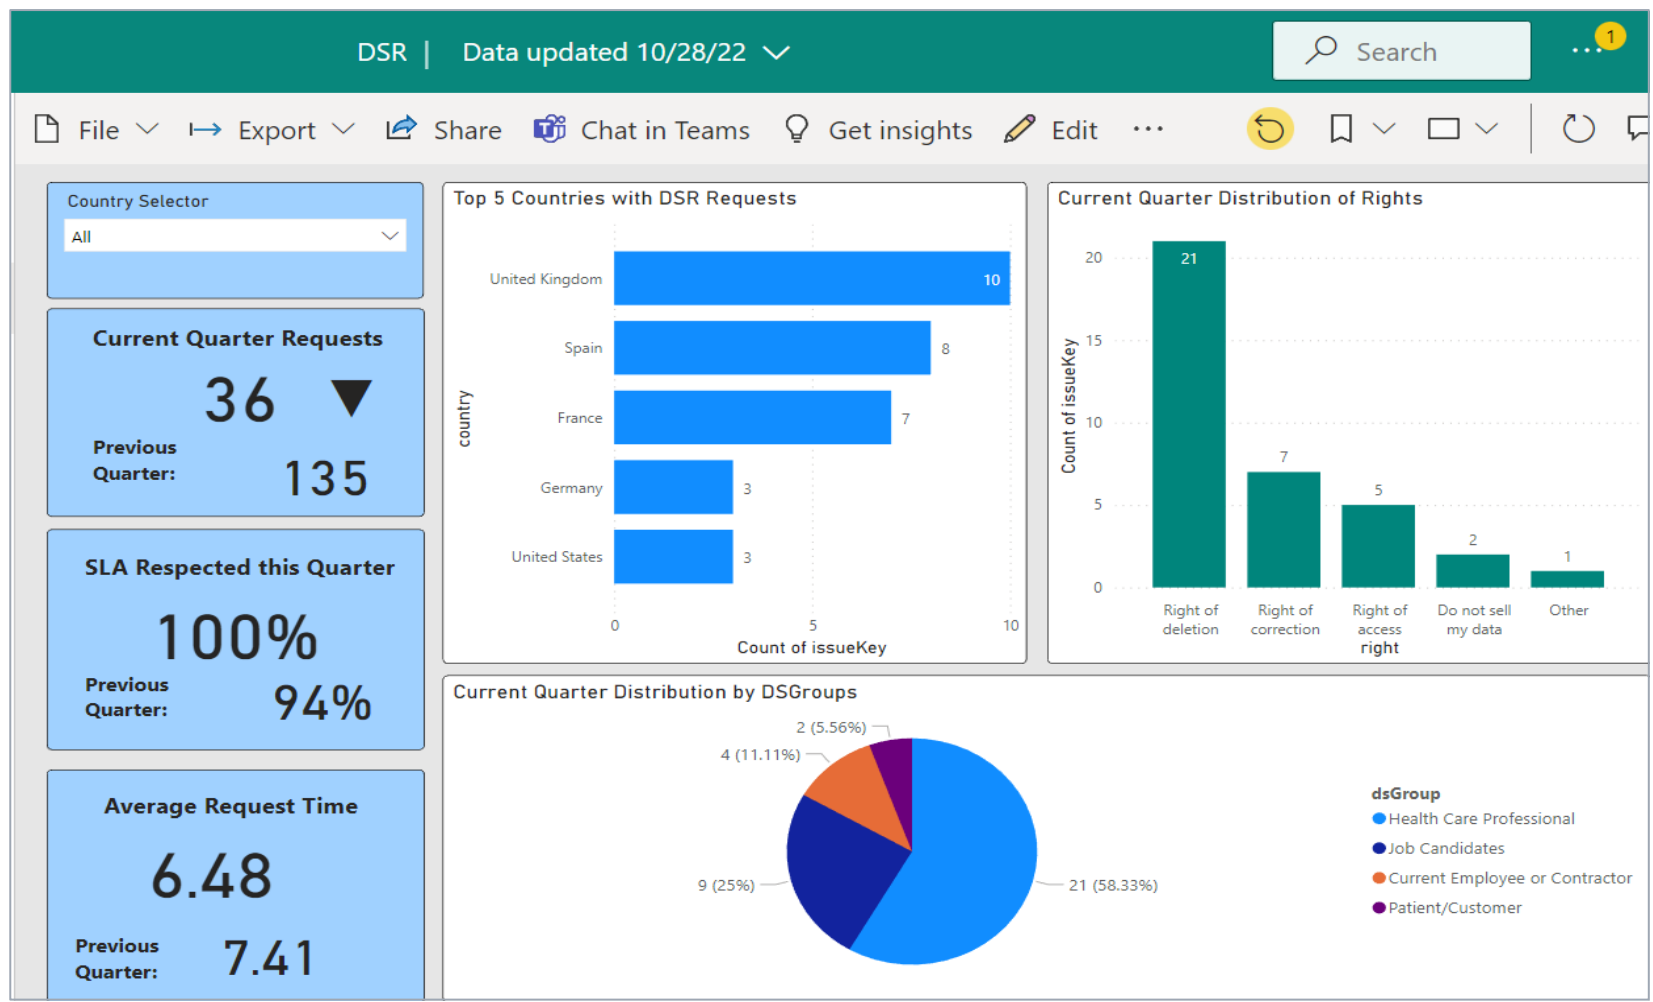 DSR | Data updated 10/28/22
Search
1
File
Export
Share
Chat in Teams
Get insights
Edit
Country Selector
All
Current Quarter Requests
36
Previous
Quarter:
135
SLA Respected this Quarter
100%
Previous
Quarter:
94%
Average Request Time
6.48
Previous
Quarter:
7.41
Top 5 Countries with DSR Requests
country
United Kingdom
10
Spain
8
France
7
Germany
3
United States
3
0
5
10
Count of issueKey
Current Quarter Distribution of Rights
Count of issueKey
20
15
10
5
0
21
7
5
2
1
Right of
deletion
Right of
correction
Right of
access
Do not sell
my data
Other
right
Current Quarter Distribution by DSGroups
2 (5.56%)
4 (11.11%)
9 (25%)
21 (58.33%)
dsGroup
Health Care Professional
Job Candidates
Current Employee or Contractor
Patient/Customer